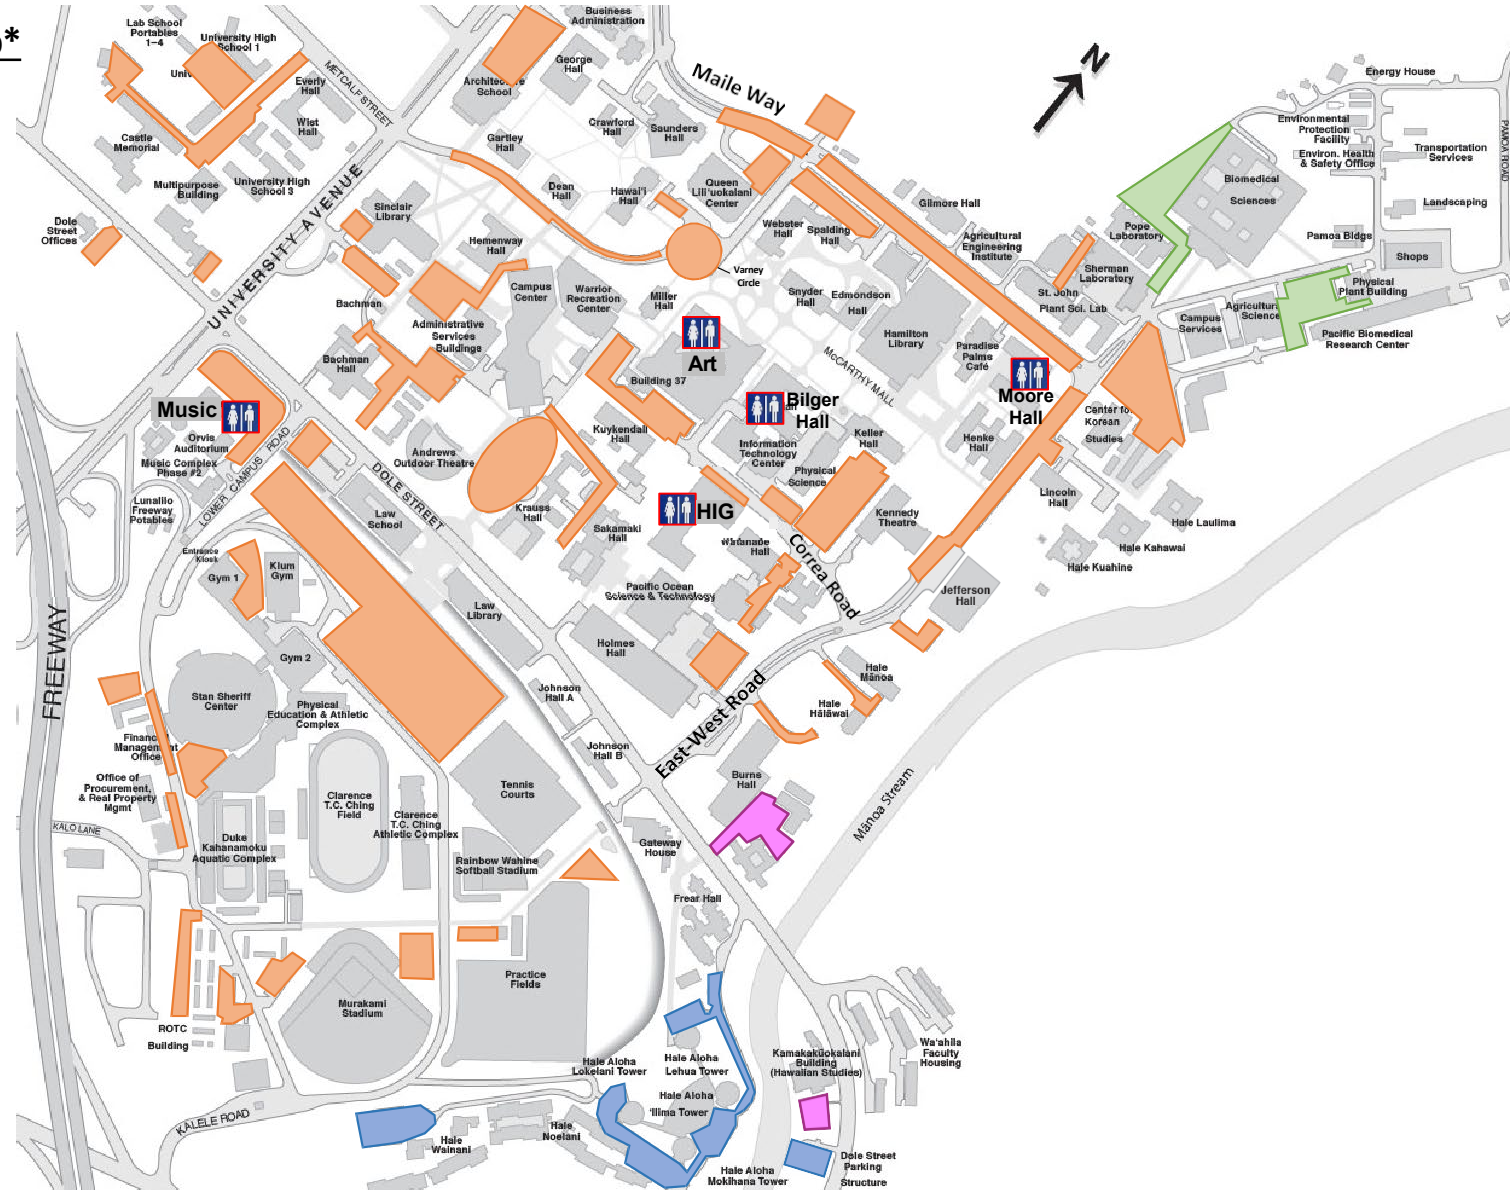 Lab School
Portables
1–4
University High
School 1
Univ
METCALF STREET
Everly
Hall
Wist
Hall
Castle
Memorial
Multipurpose
Building
University High
School 3
Dole
Street
Offices
UNIVERSITY AVENUE
Business
Administration
George
Hall
Architecture
School
Gartley
Hall
Crawford
Hall
Saunders
Hall
Maile Way
N
Sinclair
Library
Hemenway
Hall
Dean
Hall
Hawai'i
Hall
Queen
Lili'uokalani
Center
Webster
Hall
Spalding
Hall
Gilmore Hall
Agricultural
Engineering
Institute
Varney
Circle
Energy House
Environmental
Protection
Facility
Environ. Health
& Safety Office
Transportation
Services
PAMOA ROAD
Biomedical
Sciences
Landscaping
Pope
Laboratory
Pamoa Bldgs
Shops
Sherman
Laboratory
St. John
Plant Sci. Lab
Physical
Plant Building
Campus
Services
Agricultura
Science
Pacific Biomedical
Research Center
Bachman
Campus
Center
Warrior
Recreation
Center
Miller
Hall
Snyder
Hall
Edmondson
Hall
Hamilton
Library
Paradise
Palms
Café
McCARTHY MALL
Administrative
Services
Buildings
Bachman
Hall
Art
Building 37
Bilger
Hall
Moore
Hall
Music
Orvis
Auditorium
Music Complex
Phase #2
LOWER CAMPUS ROAD
Lunalilo
Freeway
Potables
DOLE STREET
Andrews
Outdoor Theatre
Kuykendall
Hall
Information
Technology
Center
Keller
Hall
Physical
Science
Henke
Hall
Center fo
Korean
Studies
Law
School
Krauss
Hall
HIG
Sakamaki
Hall
Watanabe
Hall
Kennedy
Theatre
Lincoln
Hall
Hale Laulima
Hale Kahawai
Hale Kuahine
Correa Road
Entrance
Kiosk
Gym 1
Klum
Gym
Pacific Ocean
Science & Technology
Jefferson
Hall
FREEWAY
Law
Library
Holmes
Hall
Gym 2
Stan Sheriff
Center
Physical
Education & Athletic
Complex
Johnson
Hall A
Johnson
Hall B
East-West Road
Hale
Mānoa
Hale
Hālāwai
Financial
Management
Office
Office of
Procurement,
& Real Property
Mgmt
KALO LANE
Duke
Kahanamoku
Aquatic Complex
Clarence
T.C. Ching
Field
Clarence
T.C. Ching
Athletic Complex
Tennis
Courts
Rainbow Wahine
Softball Stadium
Burns
Hall
Gateway
House
Mānoa Stream
Frear Hall
Practice
Fields
Murakami
Stadium
ROTC
Building
KALELE ROAD
Hale
Wainani
Hale
Noelani
Hale Aloha
Lokelani Tower
Hale Aloha
Lehua Tower
Hale Aloha
'Ilima Tower
Hale Aloha
Mokihana Tower
Kamakakūokalani
Building
(Hawaiian Studies)
Wa'ahila
Faculty
Housing
Dole Street
Parking
Structure